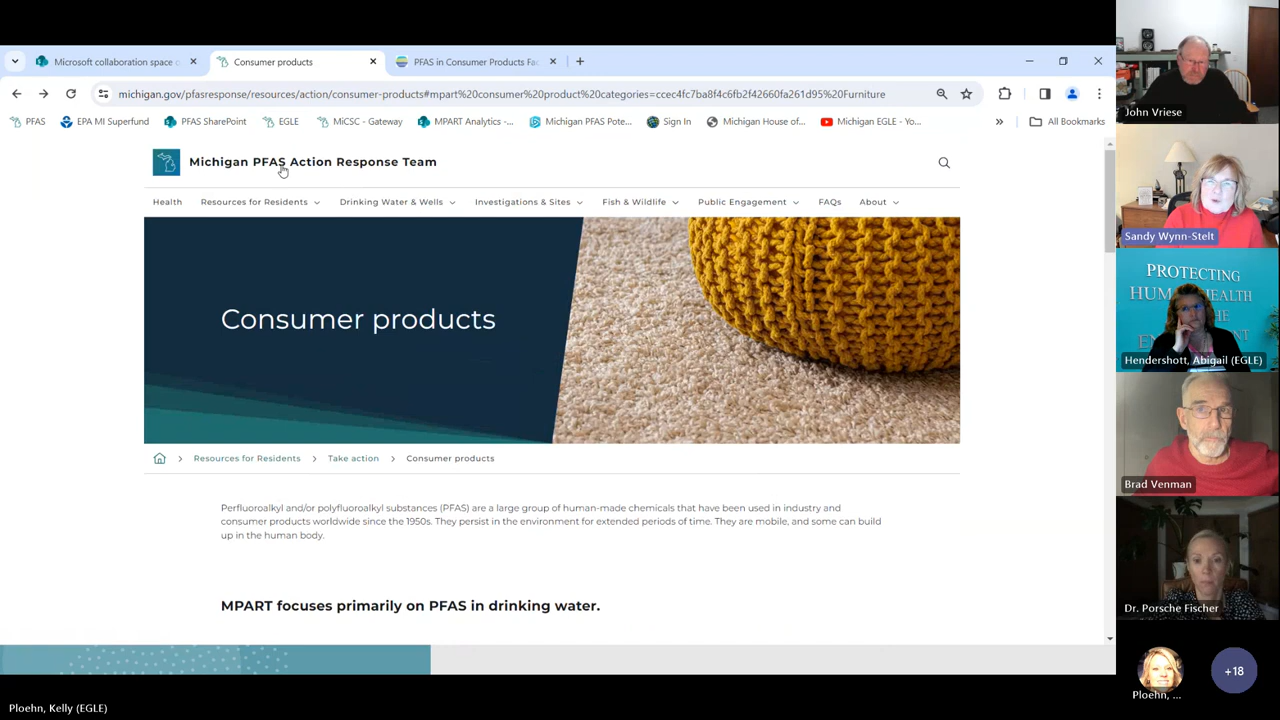 Microsoft collaboration space o
Consumer products
PFAS in Consumer Products Fac
michigan.gov/pfasresponse/resources/action/consumer-products#mpart%20consumer%20product%20categories=ccec4fc7ba8f4c6fb2f42660fa261d95%20Furniture
PFAS
EPA MI Superfund
PFAS SharePoint
EGLE
MiCSC - Gateway
MDOT Analytics -...
Michigan PFAS Pote...
Sign In
Michigan House of...
Michigan EGLE - Yo...
»
All Bookmarks
Michigan PFAS Action Response Team
Health
Resources for Residents
Drinking Water & Wells
Investigations & Sites
Fish & Wildlife
Public Engagement
FAQs
About
Consumer products
Resources for Residents
Take action
Consumer products
Perfluoroalkyl and/or polyfluoroalkyl substances (PFAS) are a large group of human-made chemicals that have been used in industry and
consumer products worldwide since the 1950s. They persist in the environment for extended periods of time. They are mobile, and some can build
up in the human body.
MPART focuses primarily on PFAS in drinking water.
Ploehn, Kelly (EGLE)
John Vriese
Sandy Wynn-Stelt
PROTECTING
HUM HEALTH
HE
EN NT
Hendershott, Abigail (EGLE)
Brad Venman
Dr. Porsche Fischer
Ploehn, ...
+18